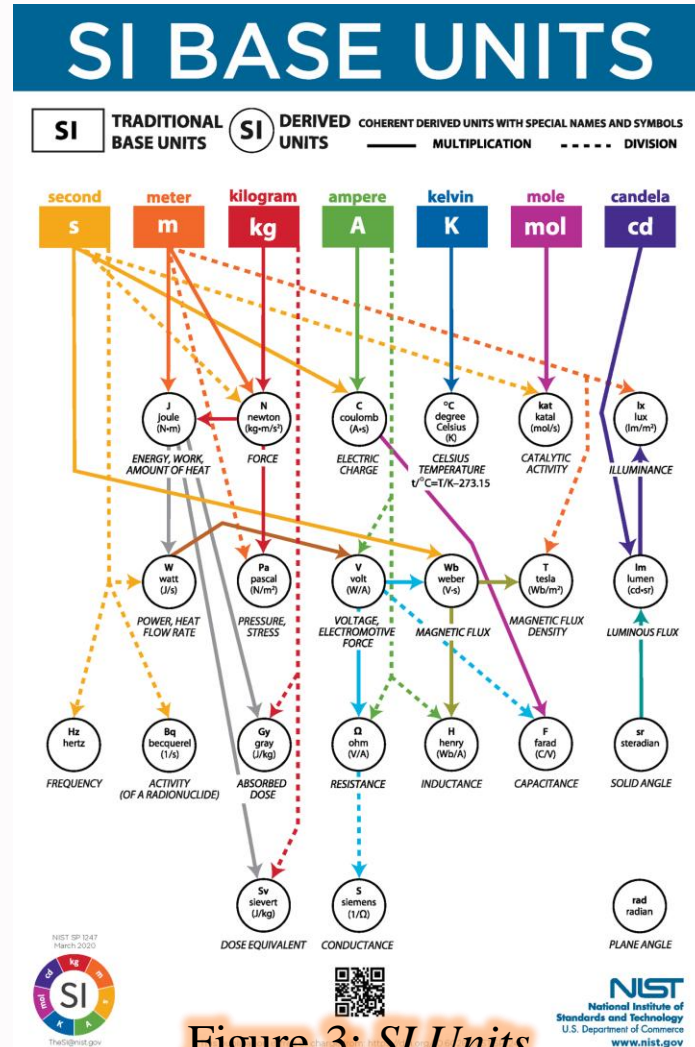 SI BASE UNITS
SI TRADITIONAL BASE UNITS SI DERIVED UNITS COHERENT DERIVED UNITS WITH SPECIAL NAMES AND SYMBOLS
MULTIPLICATION DIVISION
second meter kilogram ampere kelvin mole candela
s m kg A K mol cd
J joule (N•m)
N newton (kg•m/s²)
C coulomb (A•s)
°C degree Celsius (K)
kat katal (mol/s)
lx lux (lm/m²)
ENERGY, WORK, AMOUNT OF HEAT
FORCE
ELECTRIC CHARGE
CELSIUS TEMPERATURE
t/°C=T/K–273.15
CATALYTIC ACTIVITY
ILLUMINANCE
W watt (J/s)
Pa pascal (N/m²)
V volt (W/A)
Wb weber (V-s)
T tesla (Wb/m²)
lm lumen (cd•sr)
POWER, HEAT FLOW RATE
PRESSURE, STRESS
VOLTAGE, ELECTROMOTIVE FORCE
MAGNETIC FLUX
MAGNETIC FLUX DENSITY
LUMINOUS FLUX
Hz hertz
Bq becquerel (1/s)
Gy gray (J/kg)
Ω ohm (V/A)
H henry (Wb/A)
F farad (C/V)
sr steradian
FREQUENCY
ACTIVITY (OF A RADIONUCLIDE)
ABSORBED DOSE
RESISTANCE
INDUCTANCE
CAPACITANCE
SOLID ANGLE
Sv sievert (J/kg)
S siemens (1/Ω)
rad radian
DOSE EQUIVALENT
CONDUCTANCE
PLANE ANGLE
NIST SP 1247
March 2020
kg m s A K mol cd
SI
TheSI@nist.gov
NIST
National Institute of
Standards and Technology
U.S. Department of Commerce
www.nist.gov
Figure 3: SI Units